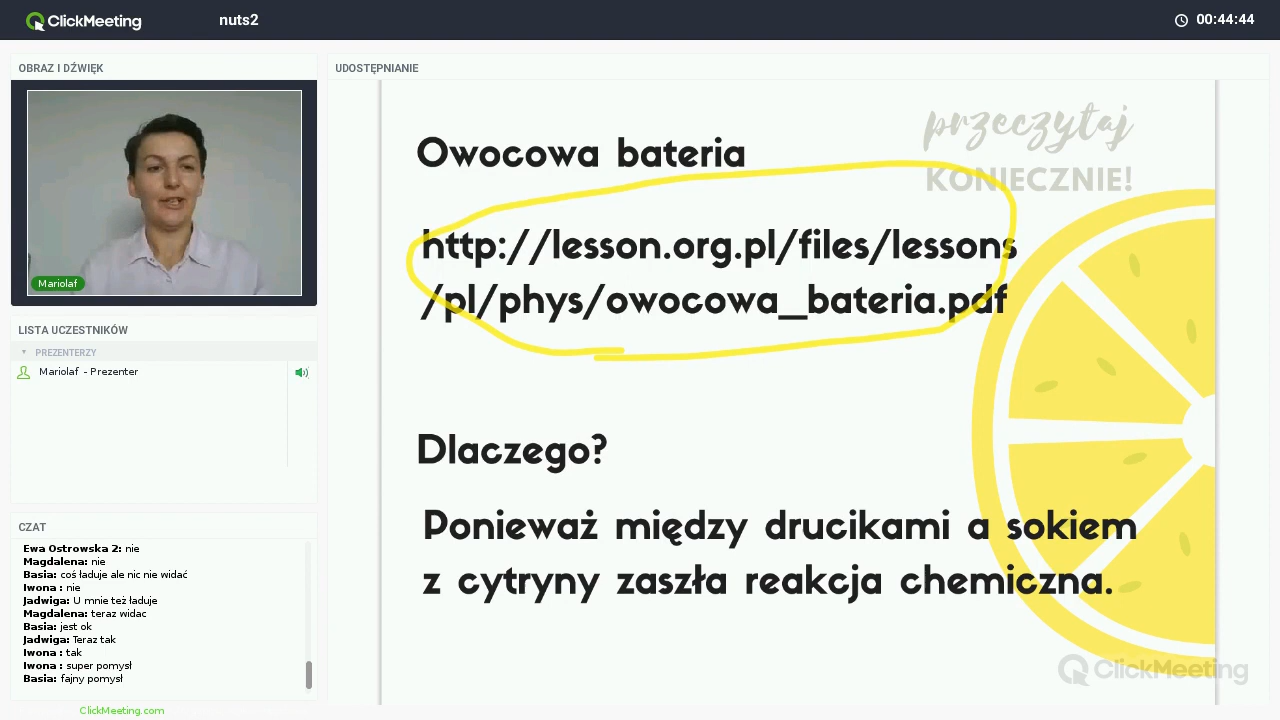 ClickMeeting
nuts2
00:44:44
OBRAZ I DŹWIĘK
Mariolaf
LISTA UCZESTNIKÓW
PREZENTERZY
Mariolaf - Prezenter
CZAT
Ewa Ostrowska 2: nie
Magdalena: nie
Basia: coś ładuje ale nic nie widać
Iwona : nie
Jadwiga: U mnie też ładuje
Magdalena: teraz widac
Basia: jest ok
Jadwiga: Teraz tak
Iwona : tak
Iwona : super pomysł
Basia: fajny pomysł
ClickMeeting.com
UDOSTĘPNIANIE
przeczytaj
KONIECZNIE!
Owocowa bateria
http://lesson.org.pl/files/lessons
/pl/phys/owocowa_bateria.pdf
Dlaczego?
Ponieważ między drucikami a sokiem
z cytryny zaszła reakcja chemiczna.
ClickMeeting